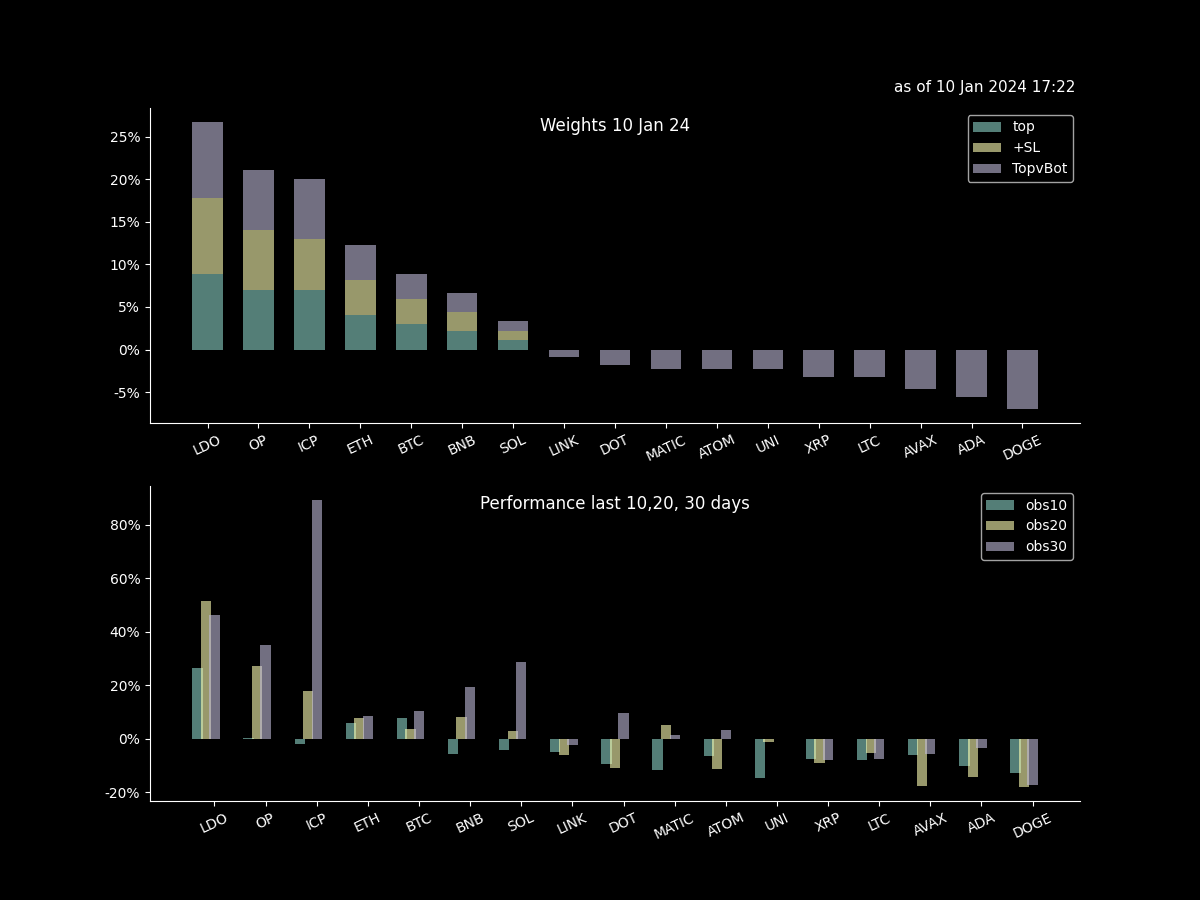 as of 10 Jan 2024 17:22
Weights 10 Jan 24
top
+SL
TopvBot
25%
20%
15%
10%
5%
0%
-5%
LDO OP ICP ETH BTC BNB SOL LINK DOT MATIC ATOM UNI XRP LTC AVAX ADA DOGE
Performance last 10,20, 30 days
obs10
obs20
obs30
80%
60%
40%
20%
0%
-20%
LDO OP ICP ETH BTC BNB SOL LINK DOT MATIC ATOM UNI XRP LTC AVAX ADA DOGE